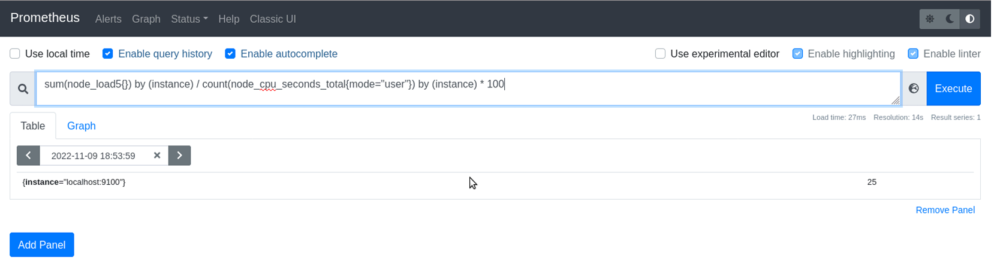 Prometheus Alerts Graph Status Help Classic UI
Use local time Enable query history Enable autocomplete Use experimental editor Enable highlighting Enable linter
sum(node_load5{}) by (instance) / count(node_cpu_seconds_total{mode="user"}) by (instance) * 100 Execute
Load time: 27ms Resolution: 14s Result series: 1
Table Graph
2022-11-09 18:53:59
{instance="localhost:9100"} 25
Remove Panel
Add Panel